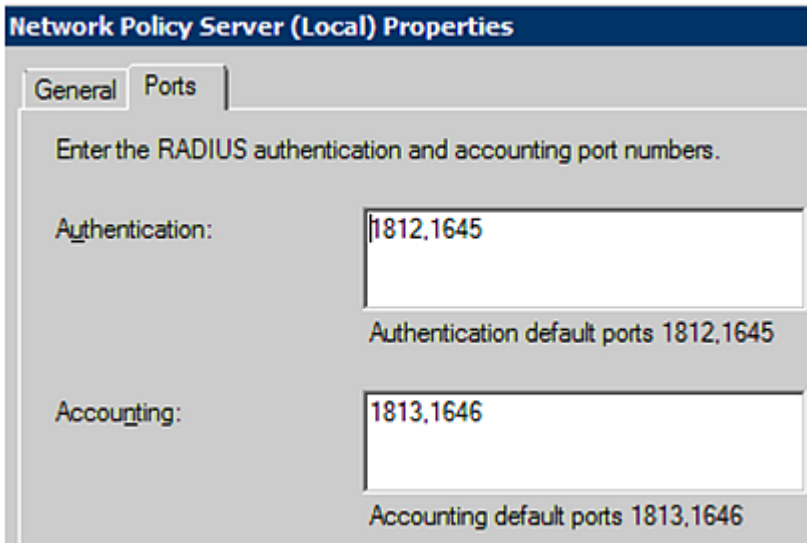 Network Policy Server (Local) Properties
General Ports
Enter the RADIUS authentication and accounting port numbers.
Authentication: 1812,1645
Authentication default ports 1812,1645
Accounting: 1813,1646
Accounting default ports 1813,1646